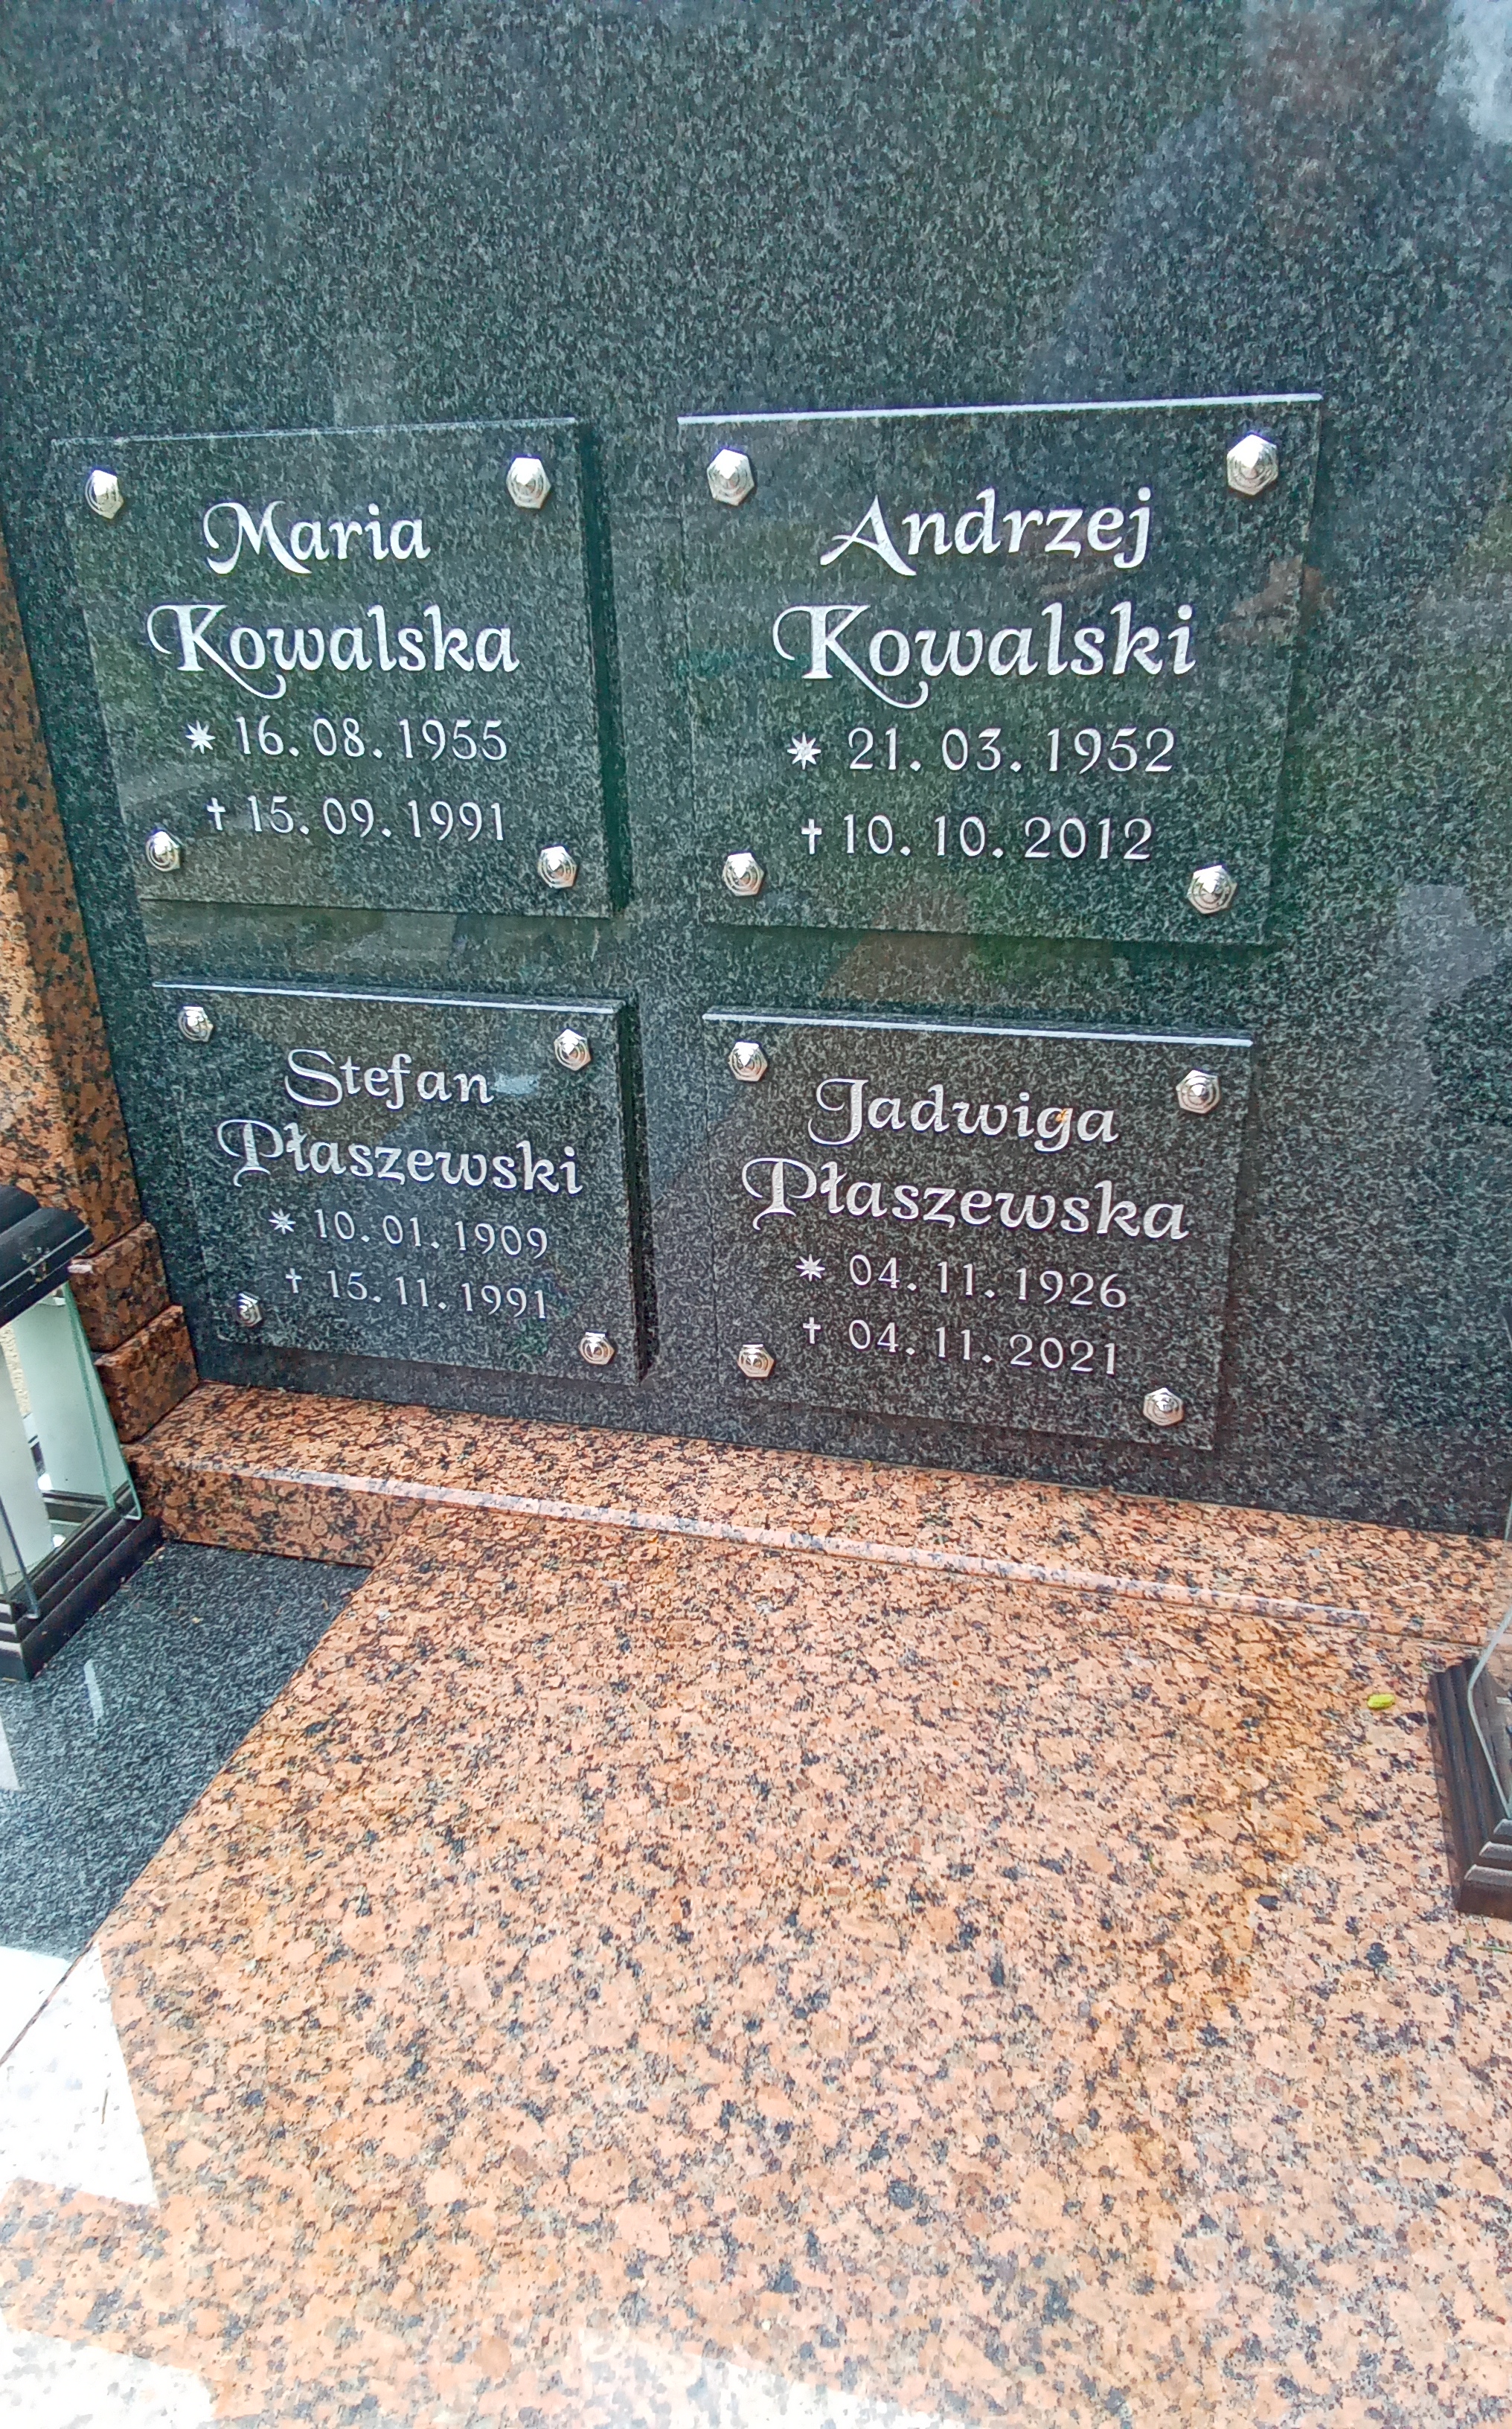 Maria
Kowalska
* 16.08.1955
† 15.09.1991
Andrzej
Kowalski
* 21.03.1952
† 10.10.2012
Stefan
Płaszewski
* 10.01.1909
† 15.11.1991
Jadwiga
Płaszewska
* 04.11.1926
† 04.11.2021